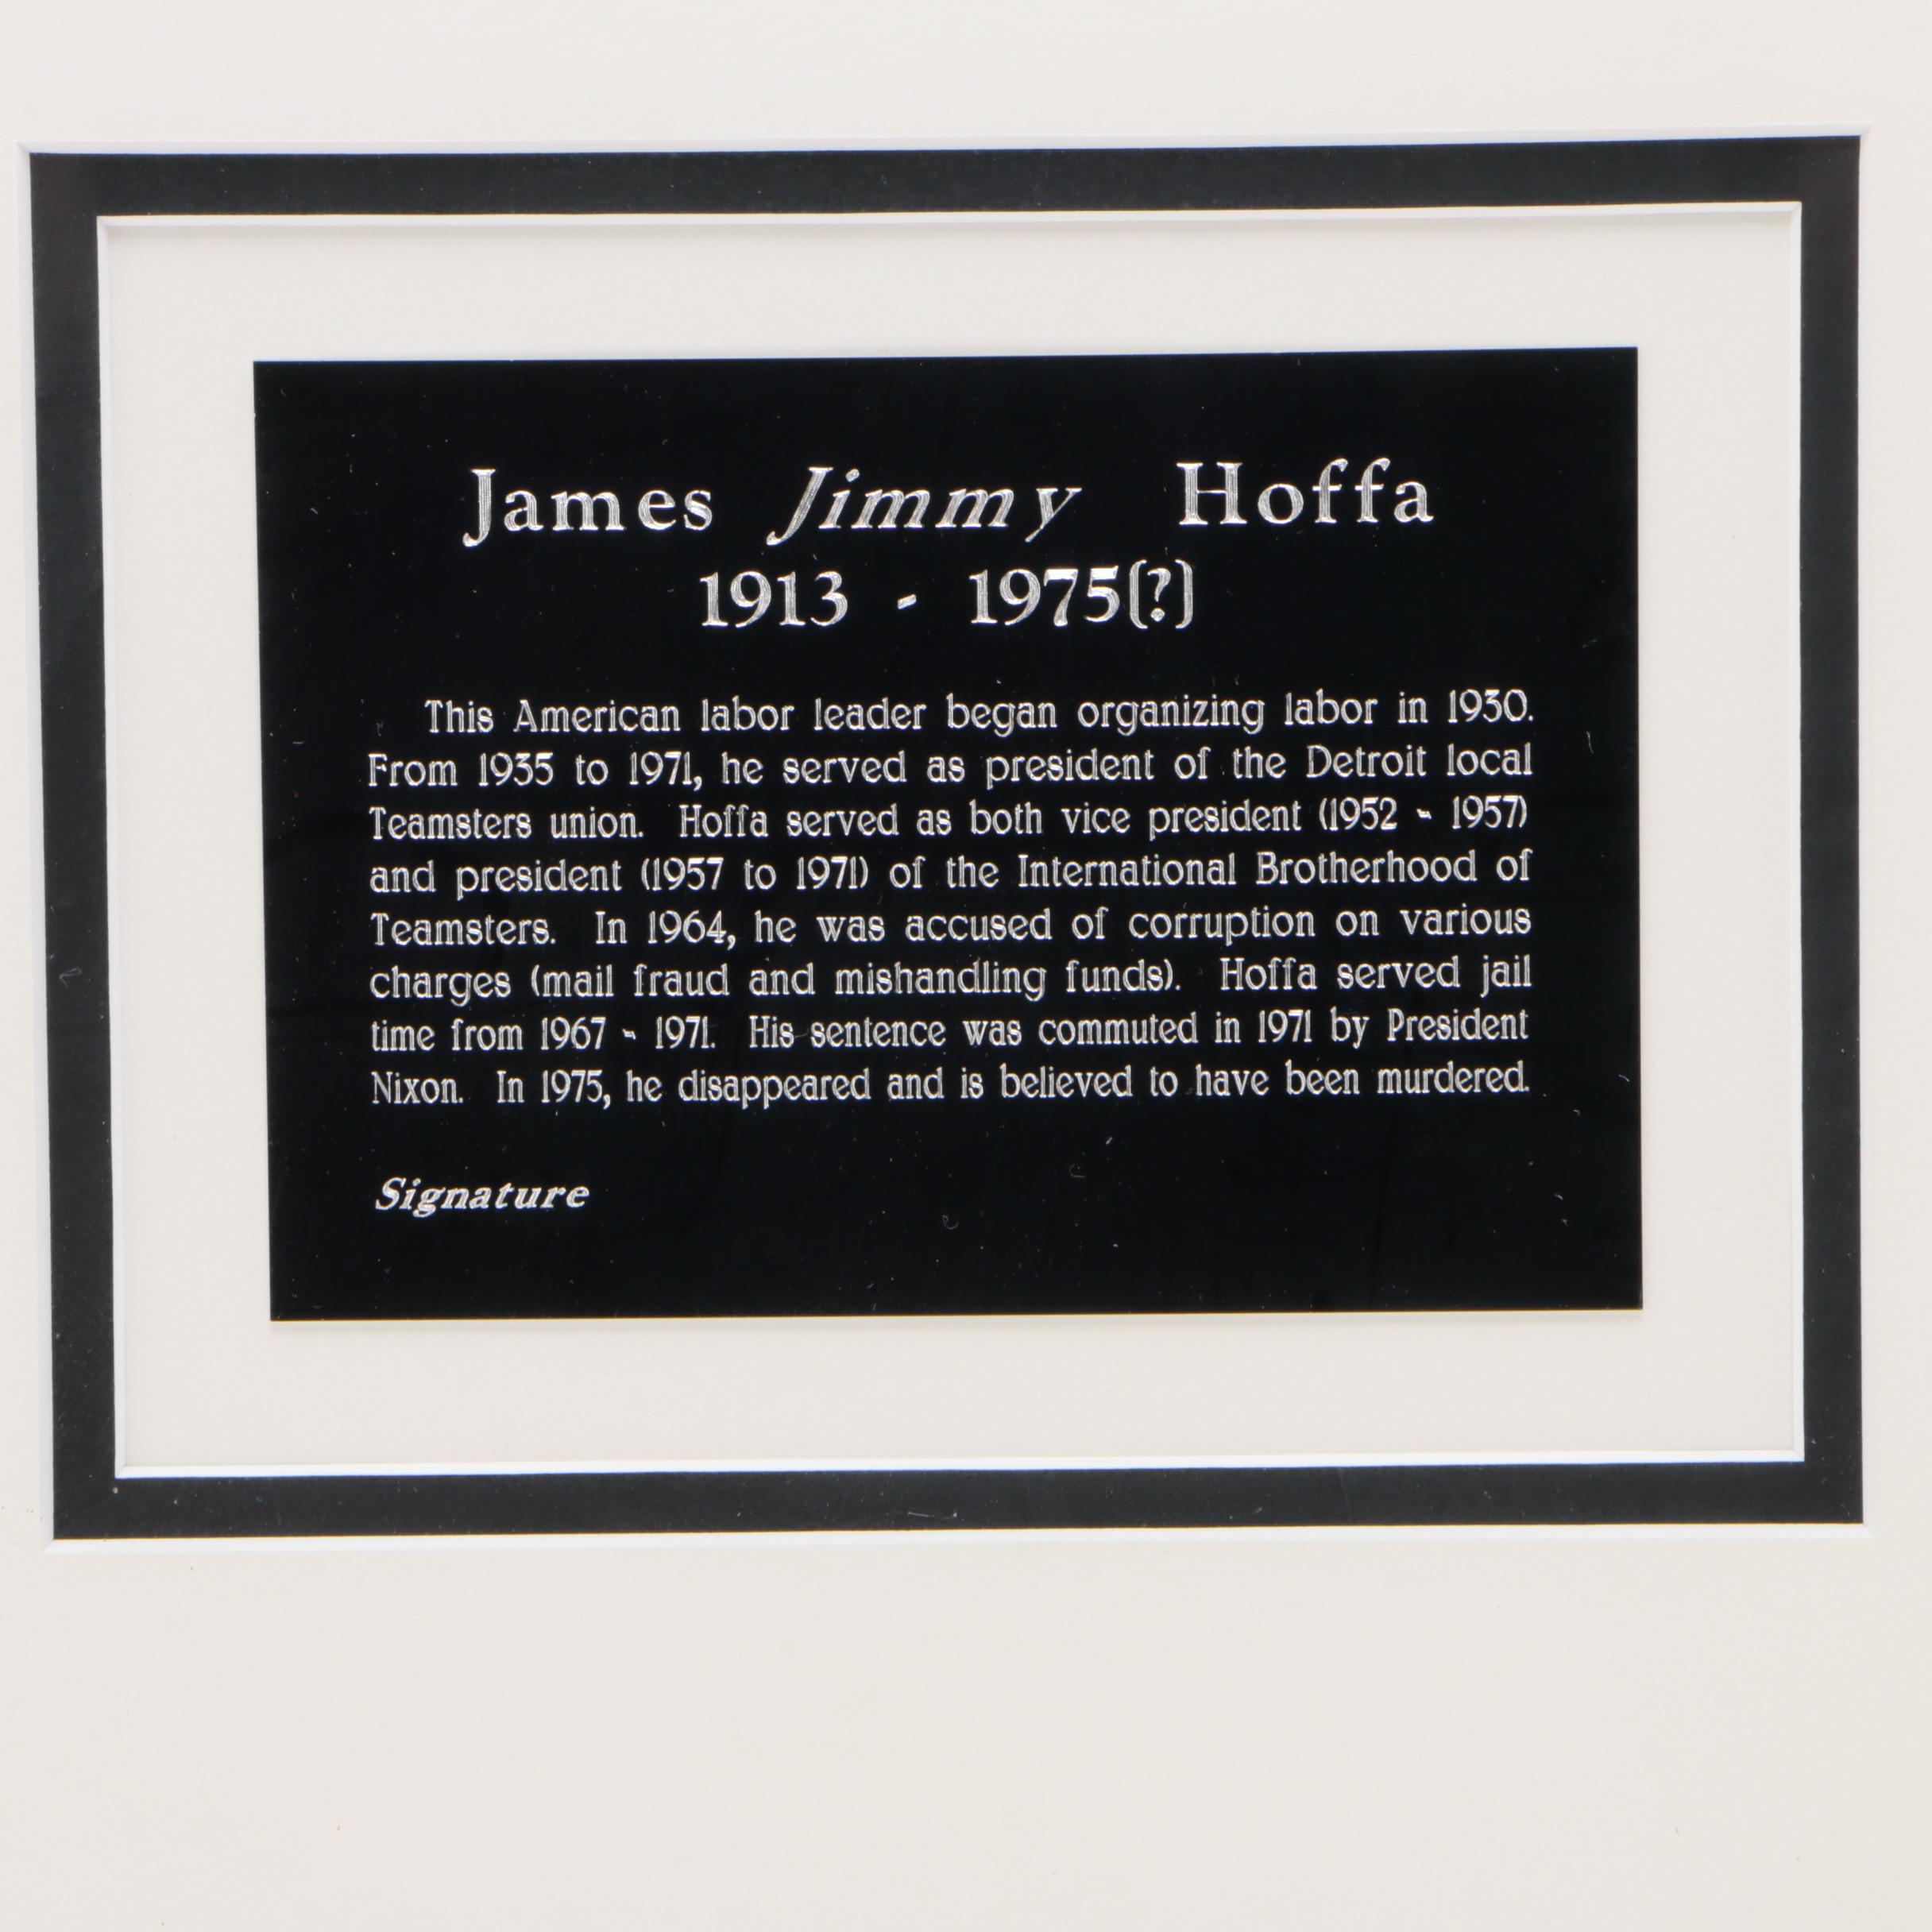 James Jimmy Hoffa
1913 - 1975(?)
This American labor leader began organizing labor in 1930.
From 1935 to 1971, he served as president of the Detroit local
Teamsters union. Hoffa served as both vice president (1952 - 1957)
and president (1957 to 1971) of the International Brotherhood of
Teamsters. In 1964, he was accused of corruption on various
charges (mail fraud and mishandling funds). Hoffa served jail
time from 1967 - 1971. His sentence was commuted in 1971 by President
Nixon. In 1975, he disappeared and is believed to have been murdered.
Signature